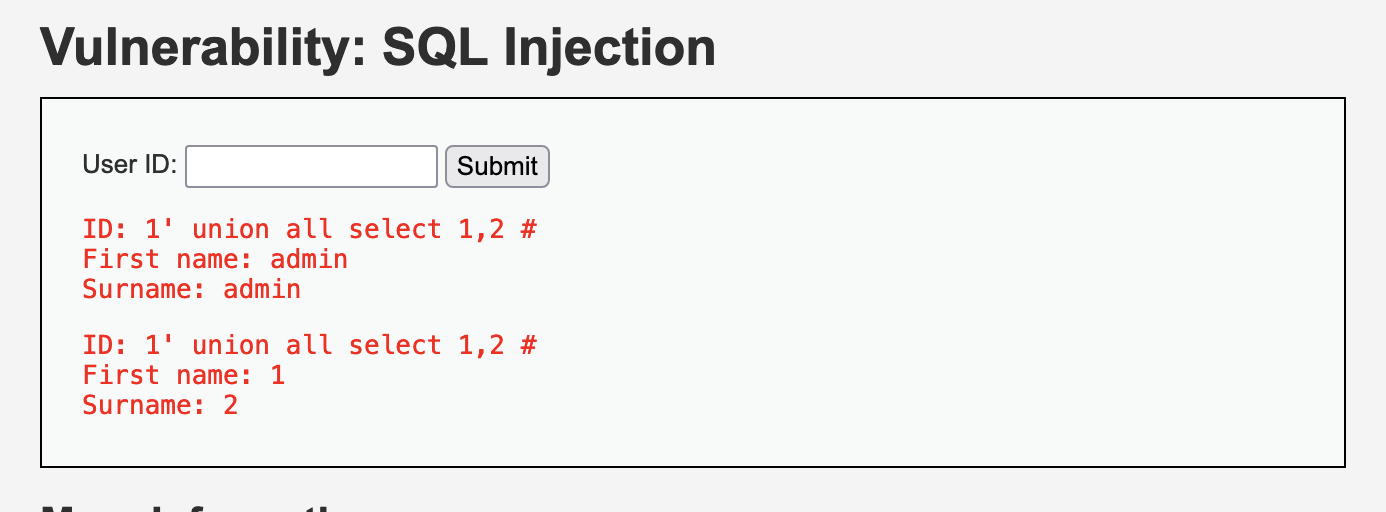 Vulnerability: SQL Injection
User ID: Submit
ID: 1' union all select 1,2 #
First name: admin
Surname: admin
ID: 1' union all select 1,2 #
First name: 1
Surname: 2